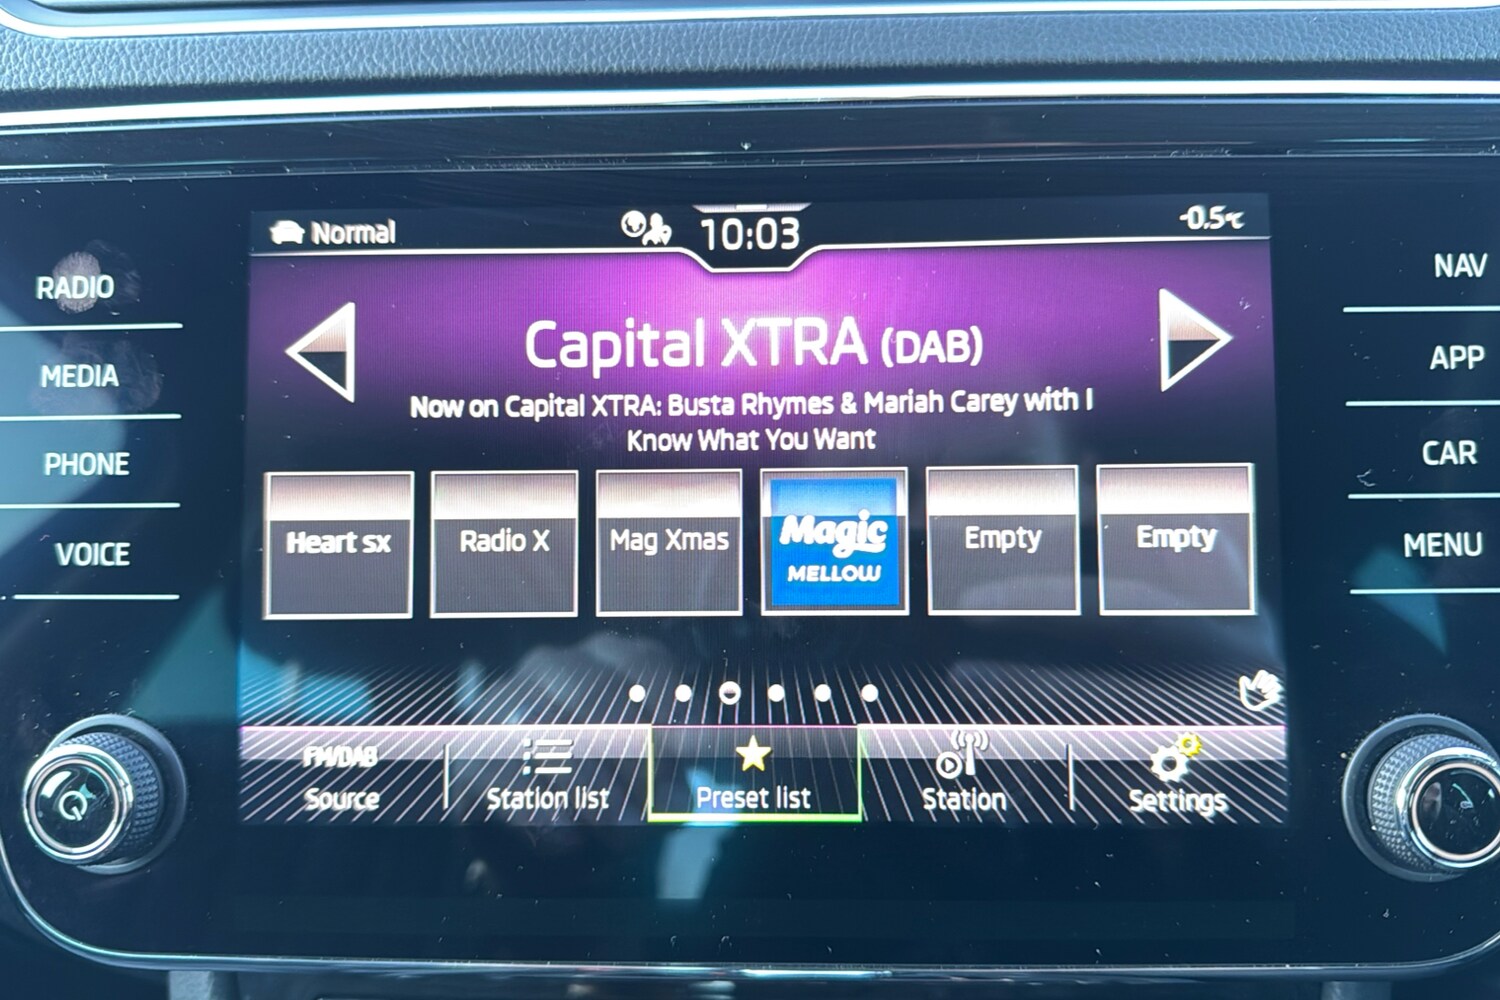 Normal
10:03
-0.5℃
RADIO
MEDIA
PHONE
VOICE
NAV
APP
CAR
MENU
Capital XTRA (DAB)
Now on Capital XTRA: Busta Rhymes & Mariah Carey with I
Know What You Want
Heart sx
Radio X
Mag Xmas
Magic
MELLOW
Empty
Empty
FM/DAB
Source
Station list
Preset list
Station
Settings